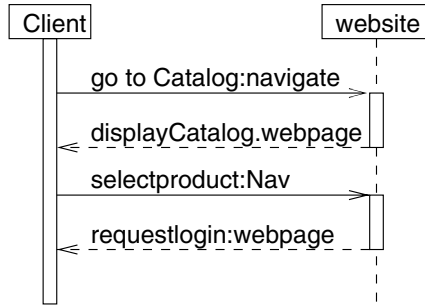 Client
website
go to Catalog:navigate
displayCatalog.webpage
selectproduct:Nav
requestlogin:webpage